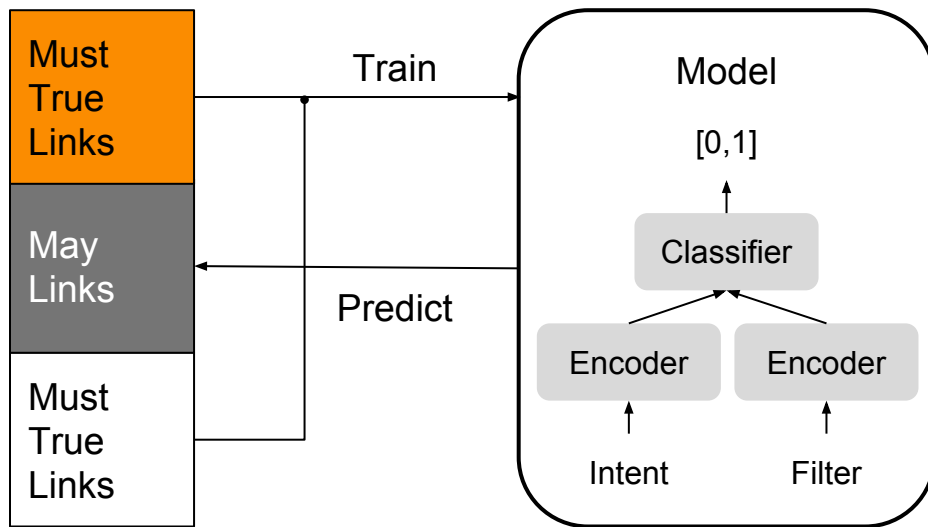 Must
True
Links
May
Links
Must
True
Links
Train
Predict
Model
[0,1]
Classifier
Encoder Encoder
Intent Filter